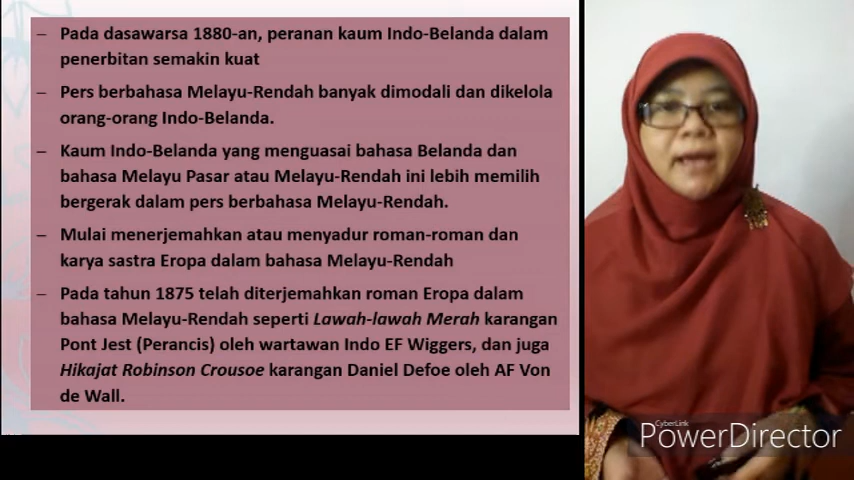 – Pada dasawarsa 1880-an, peranan kaum Indo-Belanda dalam
penerbitan semakin kuat
– Pers berbahasa Melayu-Rendah banyak dimodali dan dikelola
orang-orang Indo-Belanda.
– Kaum Indo-Belanda yang menguasai bahasa Belanda dan
bahasa Melayu Pasar atau Melayu-Rendah ini lebih memilih
bergerak dalam pers berbahasa Melayu-Rendah.
– Mulai menerjemahkan atau menyadur roman-roman dan
karya sastra Eropa dalam bahasa Melayu-Rendah
– Pada tahun 1875 telah diterjemahkan roman Eropa dalam
bahasa Melayu-Rendah seperti Lawah-lawah Merah karangan
Pont Jest (Perancis) oleh wartawan Indo EF Wiggers, dan juga
Hikajat Robinson Crousoe karangan Daniel Defoe oleh AF Von
de Wall.
CyberLink
PowerDirector